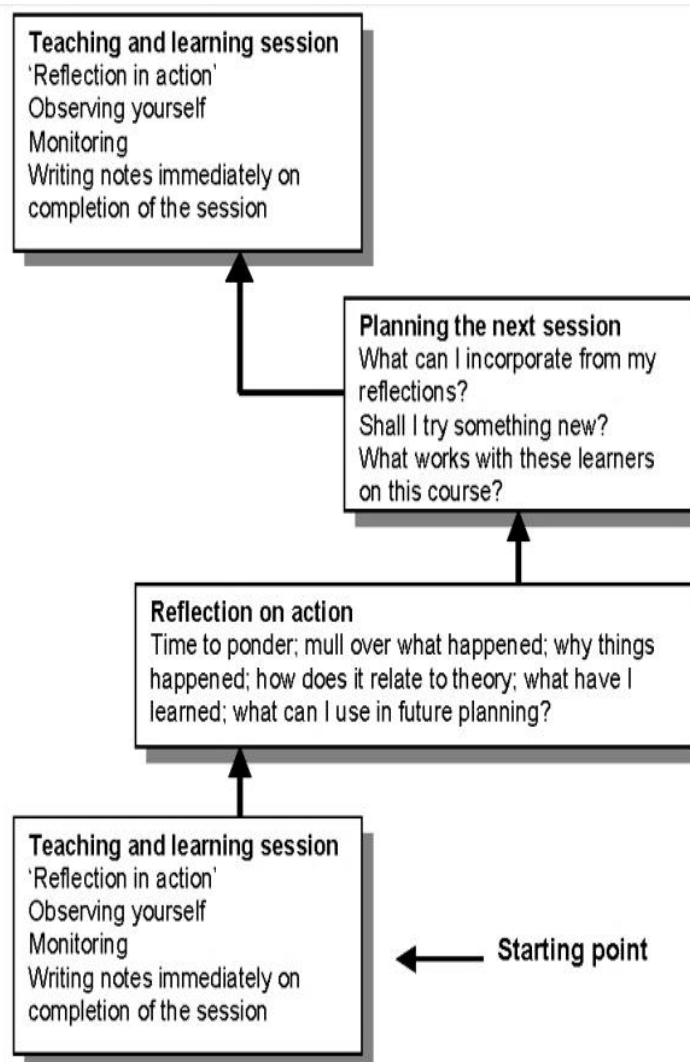 Teaching and learning session
‘Reflection in action’
Observing yourself
Monitoring
Writing notes immediately on
completion of the session
Planning the next session
What can I incorporate from my
reflections?
Shall I try something new?
What works with these learners
on this course?
Reflection on action
Time to ponder; mull over what happened; why things
happened; how does it relate to theory; what have I
learned; what can I use in future planning?
Teaching and learning session
‘Reflection in action’
Observing yourself
Monitoring
Writing notes immediately on
completion of the session
Starting point